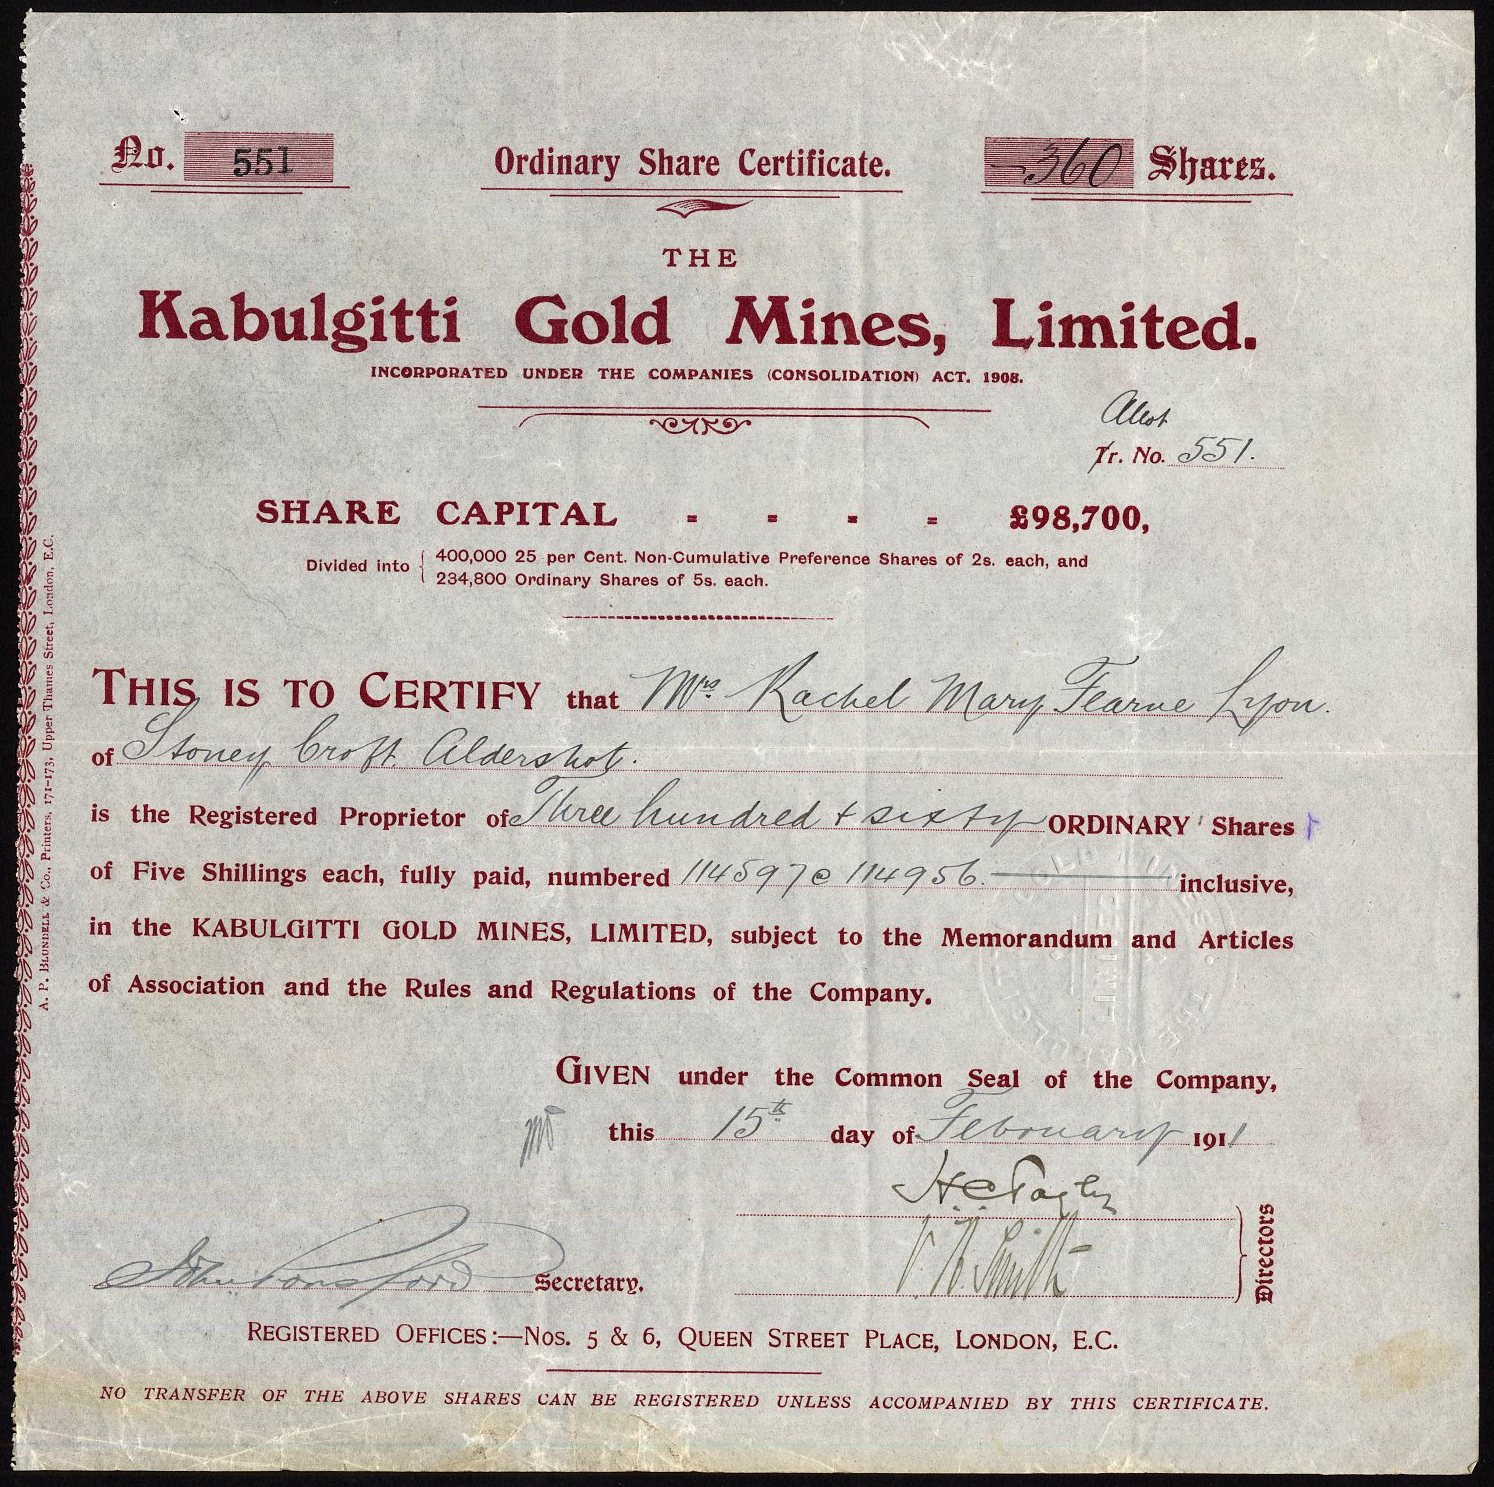 No. 551
Ordinary Share Certificate.
360 Shares.
THE
Kabulgitti Gold Mines, Limited.
INCORPORATED UNDER THE COMPANIES (CONSOLIDATION) ACT. 1908.
Allot
Tr. No. 551.
SHARE CAPITAL - - - - £98,700,
Divided into { 400,000 25 per Cent. Non-Cumulative Preference Shares of 2s. each, and
234,800 Ordinary Shares of 5s. each.
THIS IS TO CERTIFY that Mrs Rachel Mary Fearne Lyon.
of Stoney Croft. Aldershot.
is the Registered Proprietor of Three hundred + sixty ORDINARY Shares
of Five Shillings each, fully paid, numbered 114597 @ 114956. inclusive,
in the KABULGITTI GOLD MINES, LIMITED, subject to the Memorandum and Articles
of Association and the Rules and Regulations of the Company.
GIVEN under the Common Seal of the Company,
this 15th day of February 1911
Directors
John Ponsford Secretary.
REGISTERED OFFICES:—Nos. 5 & 6, QUEEN STREET PLACE, LONDON, E.C.
NO TRANSFER OF THE ABOVE SHARES CAN BE REGISTERED UNLESS ACCOMPANIED BY THIS CERTIFICATE.
A. P. BLUNDELL & Co., Printers, 171-173, Upper Thames Street, London, E.C.